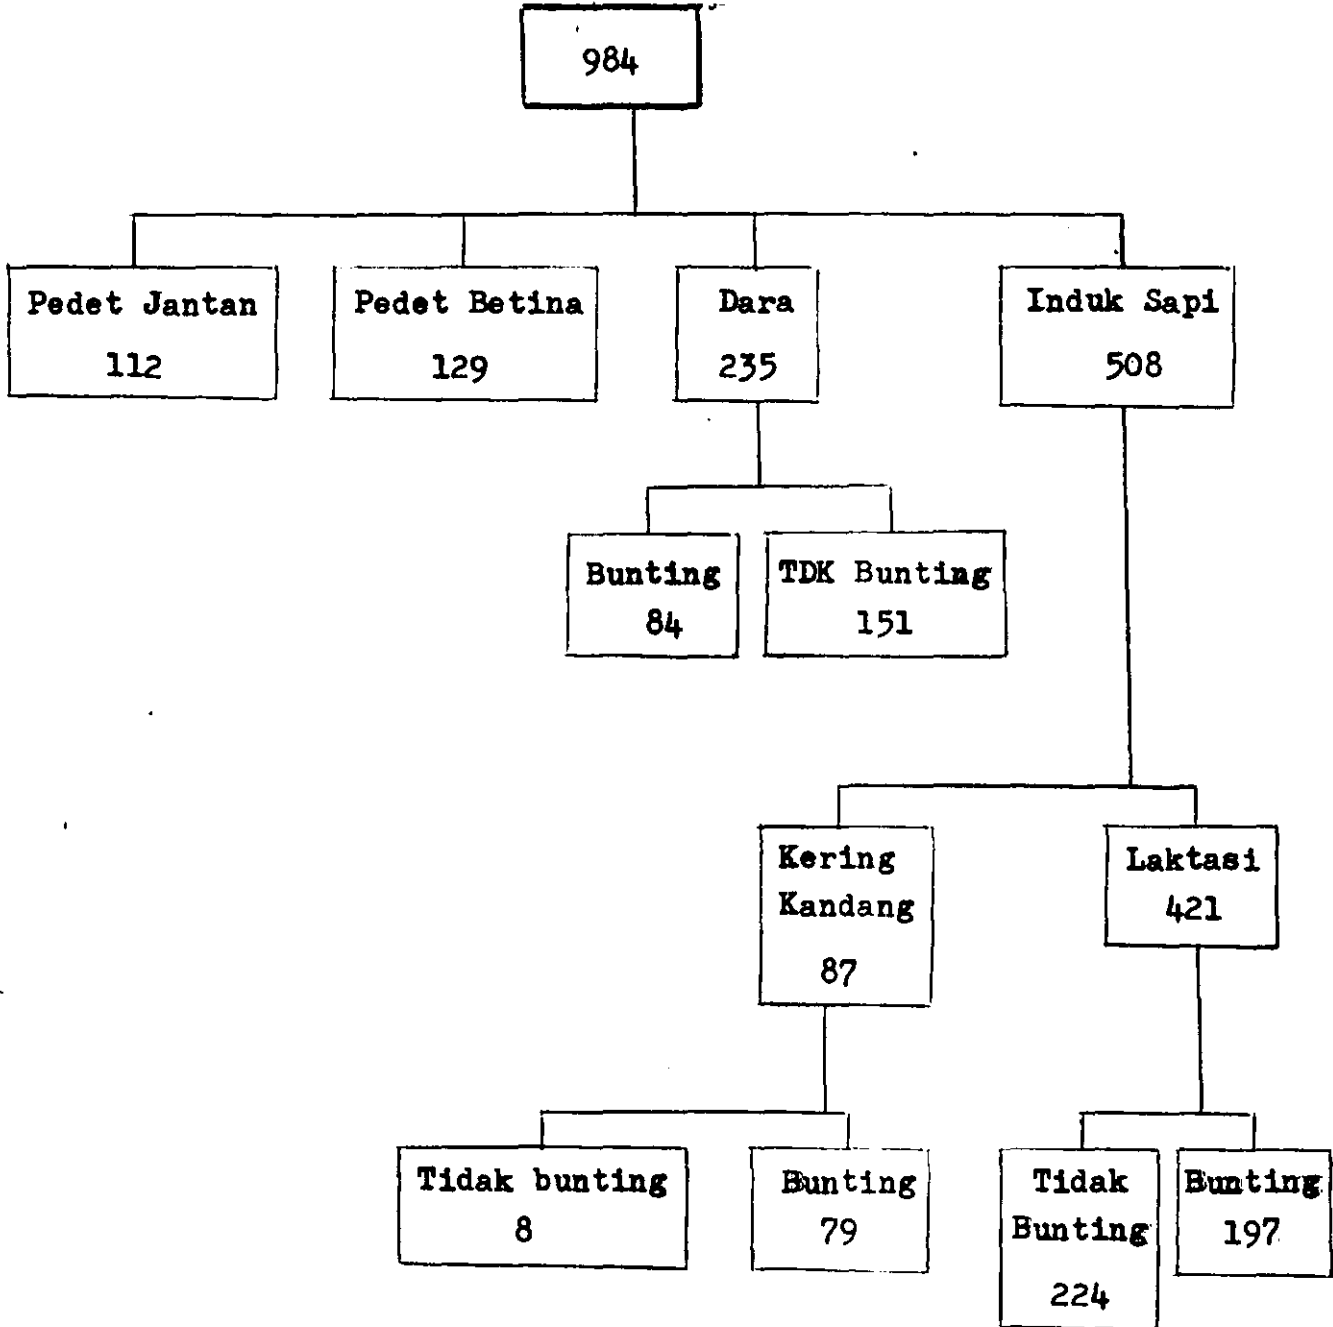 984
Pedet Jantan
112
Pedet Betina
129
Dara
235
Induk Sapi
508
Bunting
84
TDK Bunting
151
Kering
Kandang
87
Laktasi
421
Tidak bunting
8
Bunting
79
Tidak
Bunting
224
Bunting
197